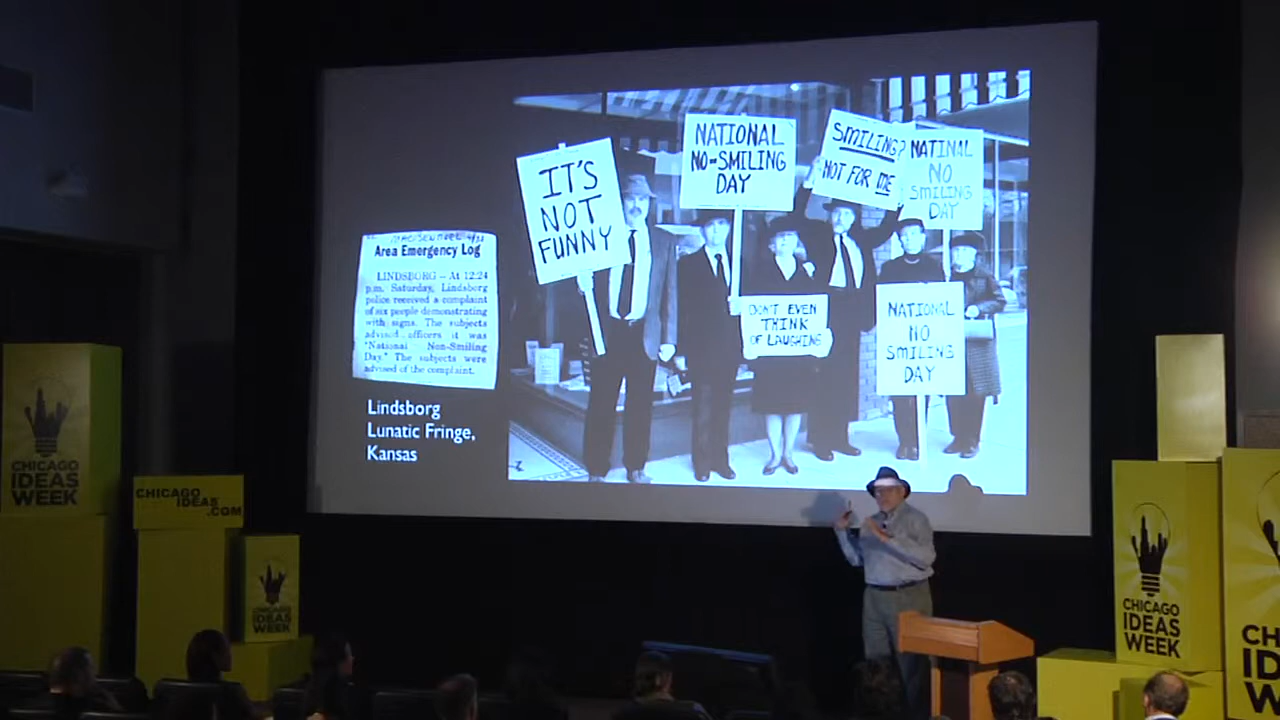 IT'S
NOT
FUNNY
NATIONAL
NO-SMILING
DAY
SMILING?
NOT FOR ME
NATINAL
NO
SMILING
DAY
DON'T EVEN
THINK
OF LAUGHING
NATIONAL
NO
SMILING
DAY
Area Emergency Log
LINDSBORG – At 12:24
p.m. Saturday, Lindsborg
police received a complaint
of six people demonstrating
with signs. The subjects
advised officers it was
"National Non-Smiling
Day." The subjects were
advised of the complaint.
Lindsborg
Lunatic Fringe,
Kansas
CHICAGO
IDEAS
WEEK
CHICAGO
IDEAS
.COM
CHICAGO
IDEAS
WEEK
CHICAGO
IDEAS
WEEK
CH
ID
W